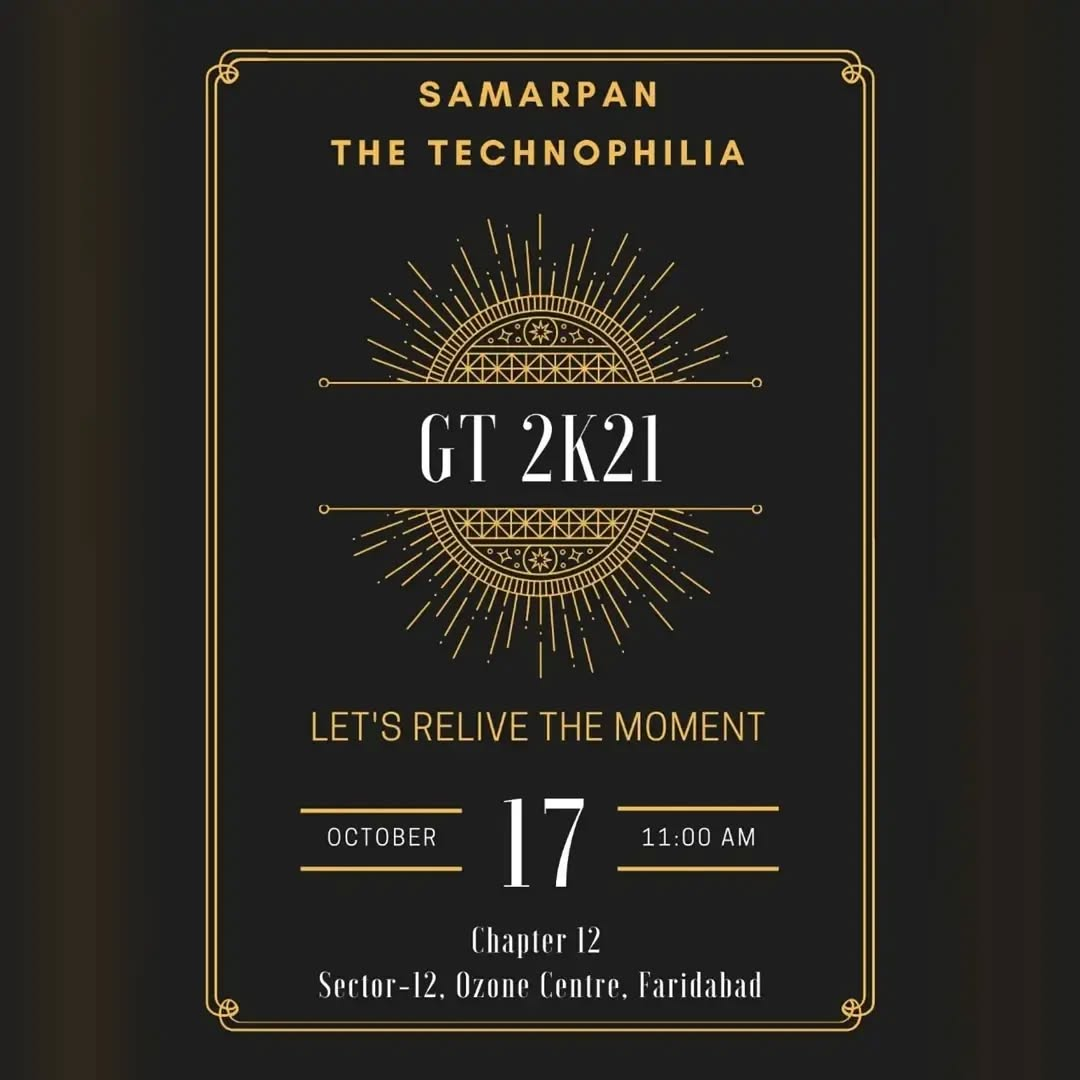 SAMARPAN
THE TECHNOPHILIA
GT 2K21
LET'S RELIVE THE MOMENT
OCTOBER 17 11:00 AM
Chapter 12
Sector-12, Ozone Centre, Faridabad